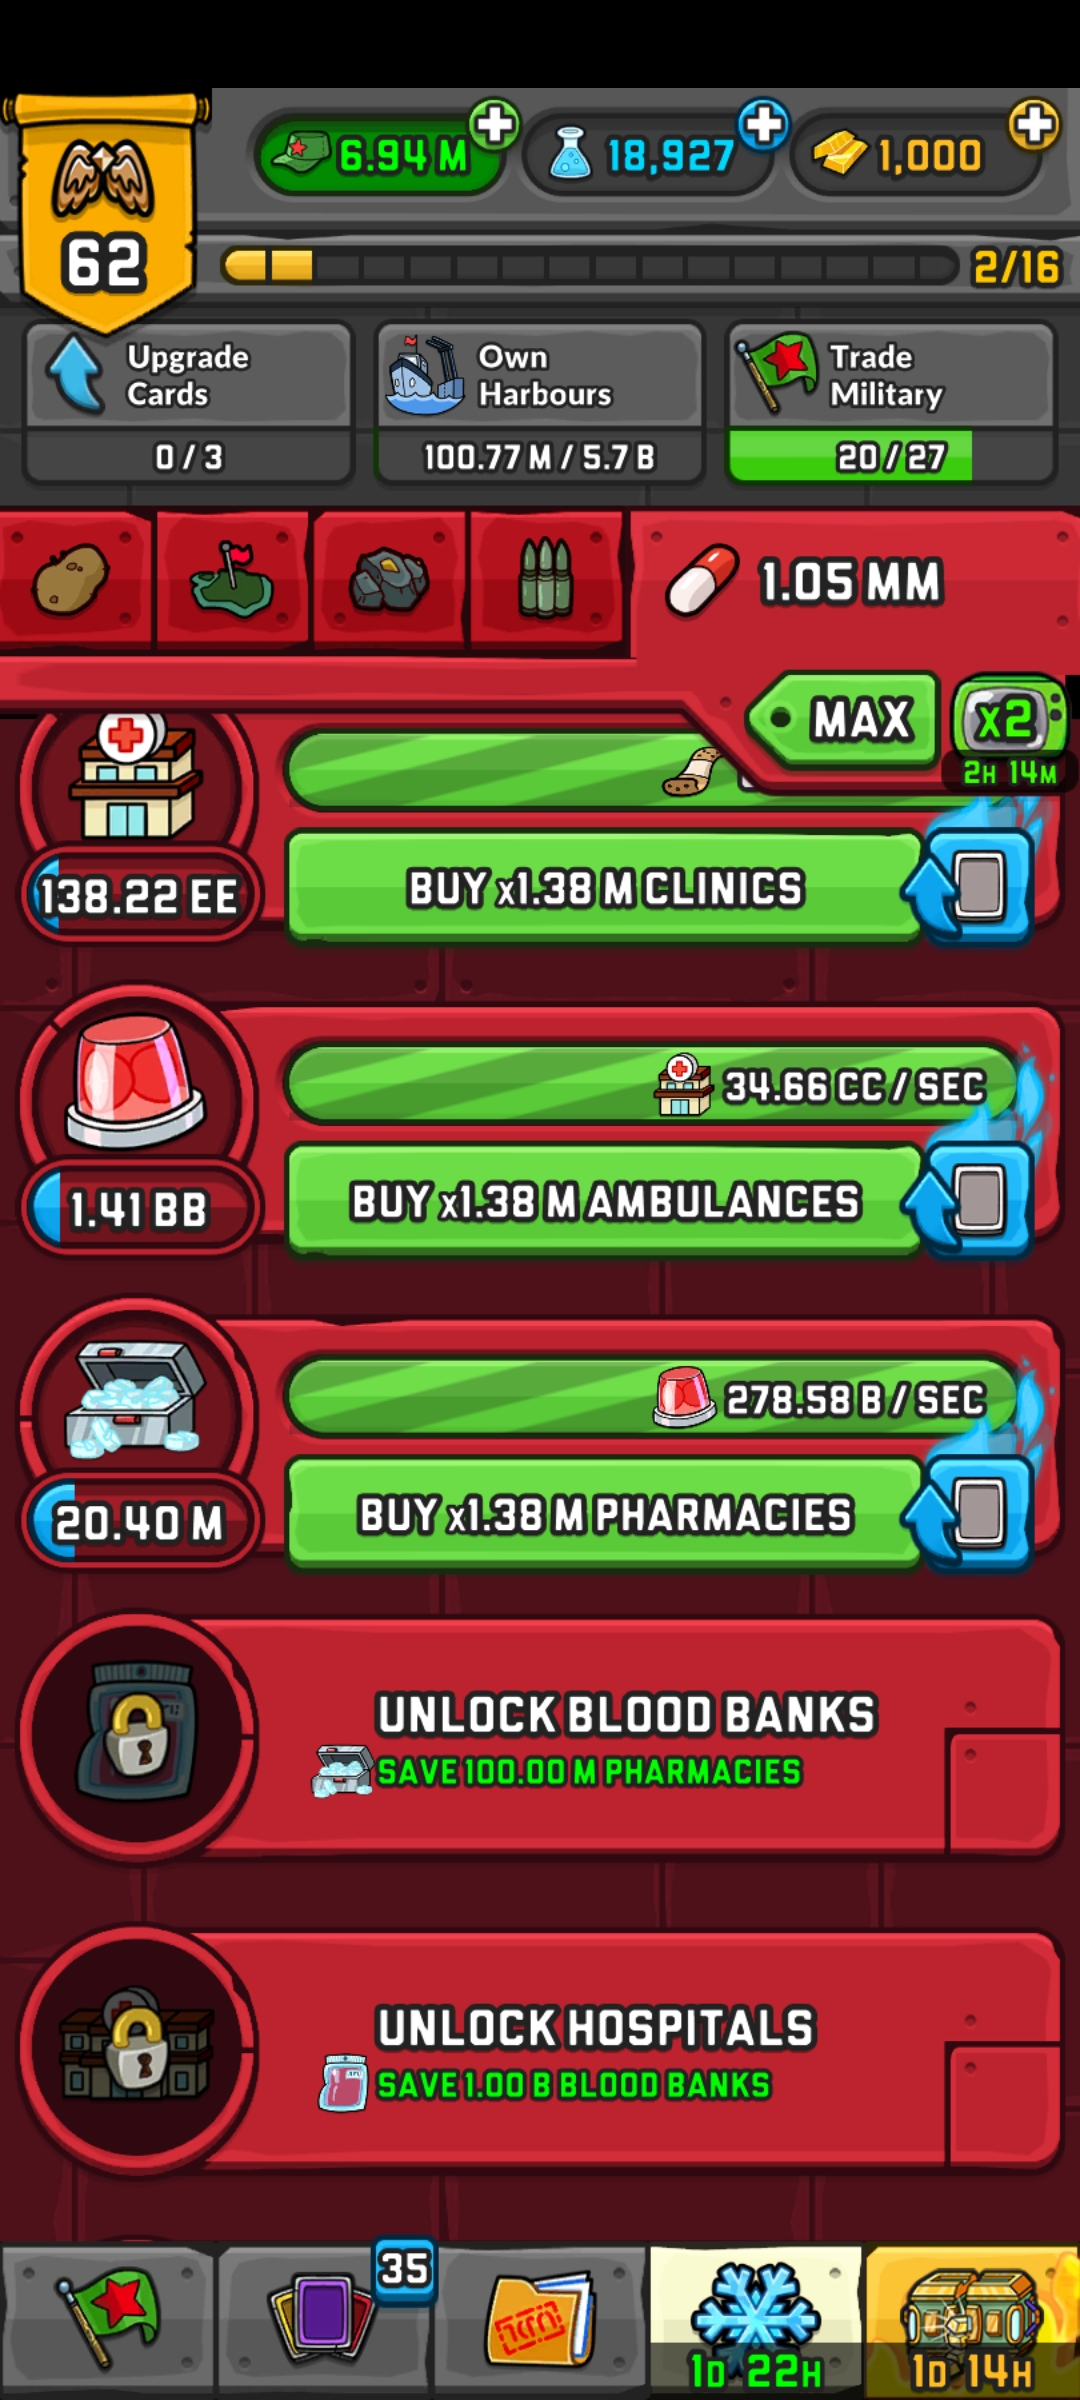 6.94 M
18,927
1,000
62
2/16
Upgrade
Cards
0 / 3
Own
Harbours
100.77 M / 5.7 B
Trade
Military
20 / 27
1.05 MM
MAX
x2
2H 14M
138.22 EE
BUY x1.38 M CLINICS
34.66 CC / SEC
1.41 BB
BUY x1.38 M AMBULANCES
278.58 B / SEC
20.40 M
BUY x1.38 M PHARMACIES
UNLOCK BLOOD BANKS
SAVE 100.00 M PHARMACIES
UNLOCK HOSPITALS
SAVE 1.00 B BLOOD BANKS
35
1D 22H
1D 14H